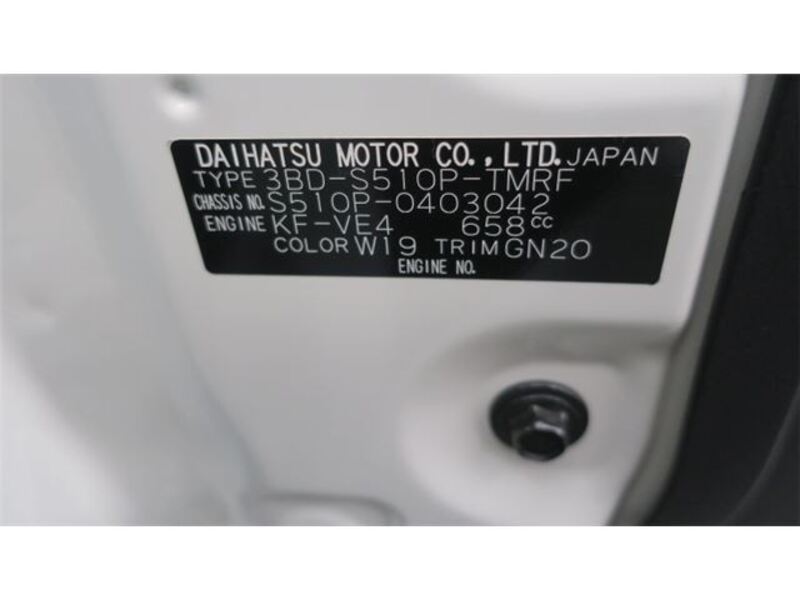 DAIHATSU MOTOR CO., LTD. JAPAN
TYPE 3BD-S510P-TMRF
CHASSIS NO. S510P-0403042
ENGINE KF-VE4 658cc
COLOR W19 TRIM GN20
ENGINE NO.